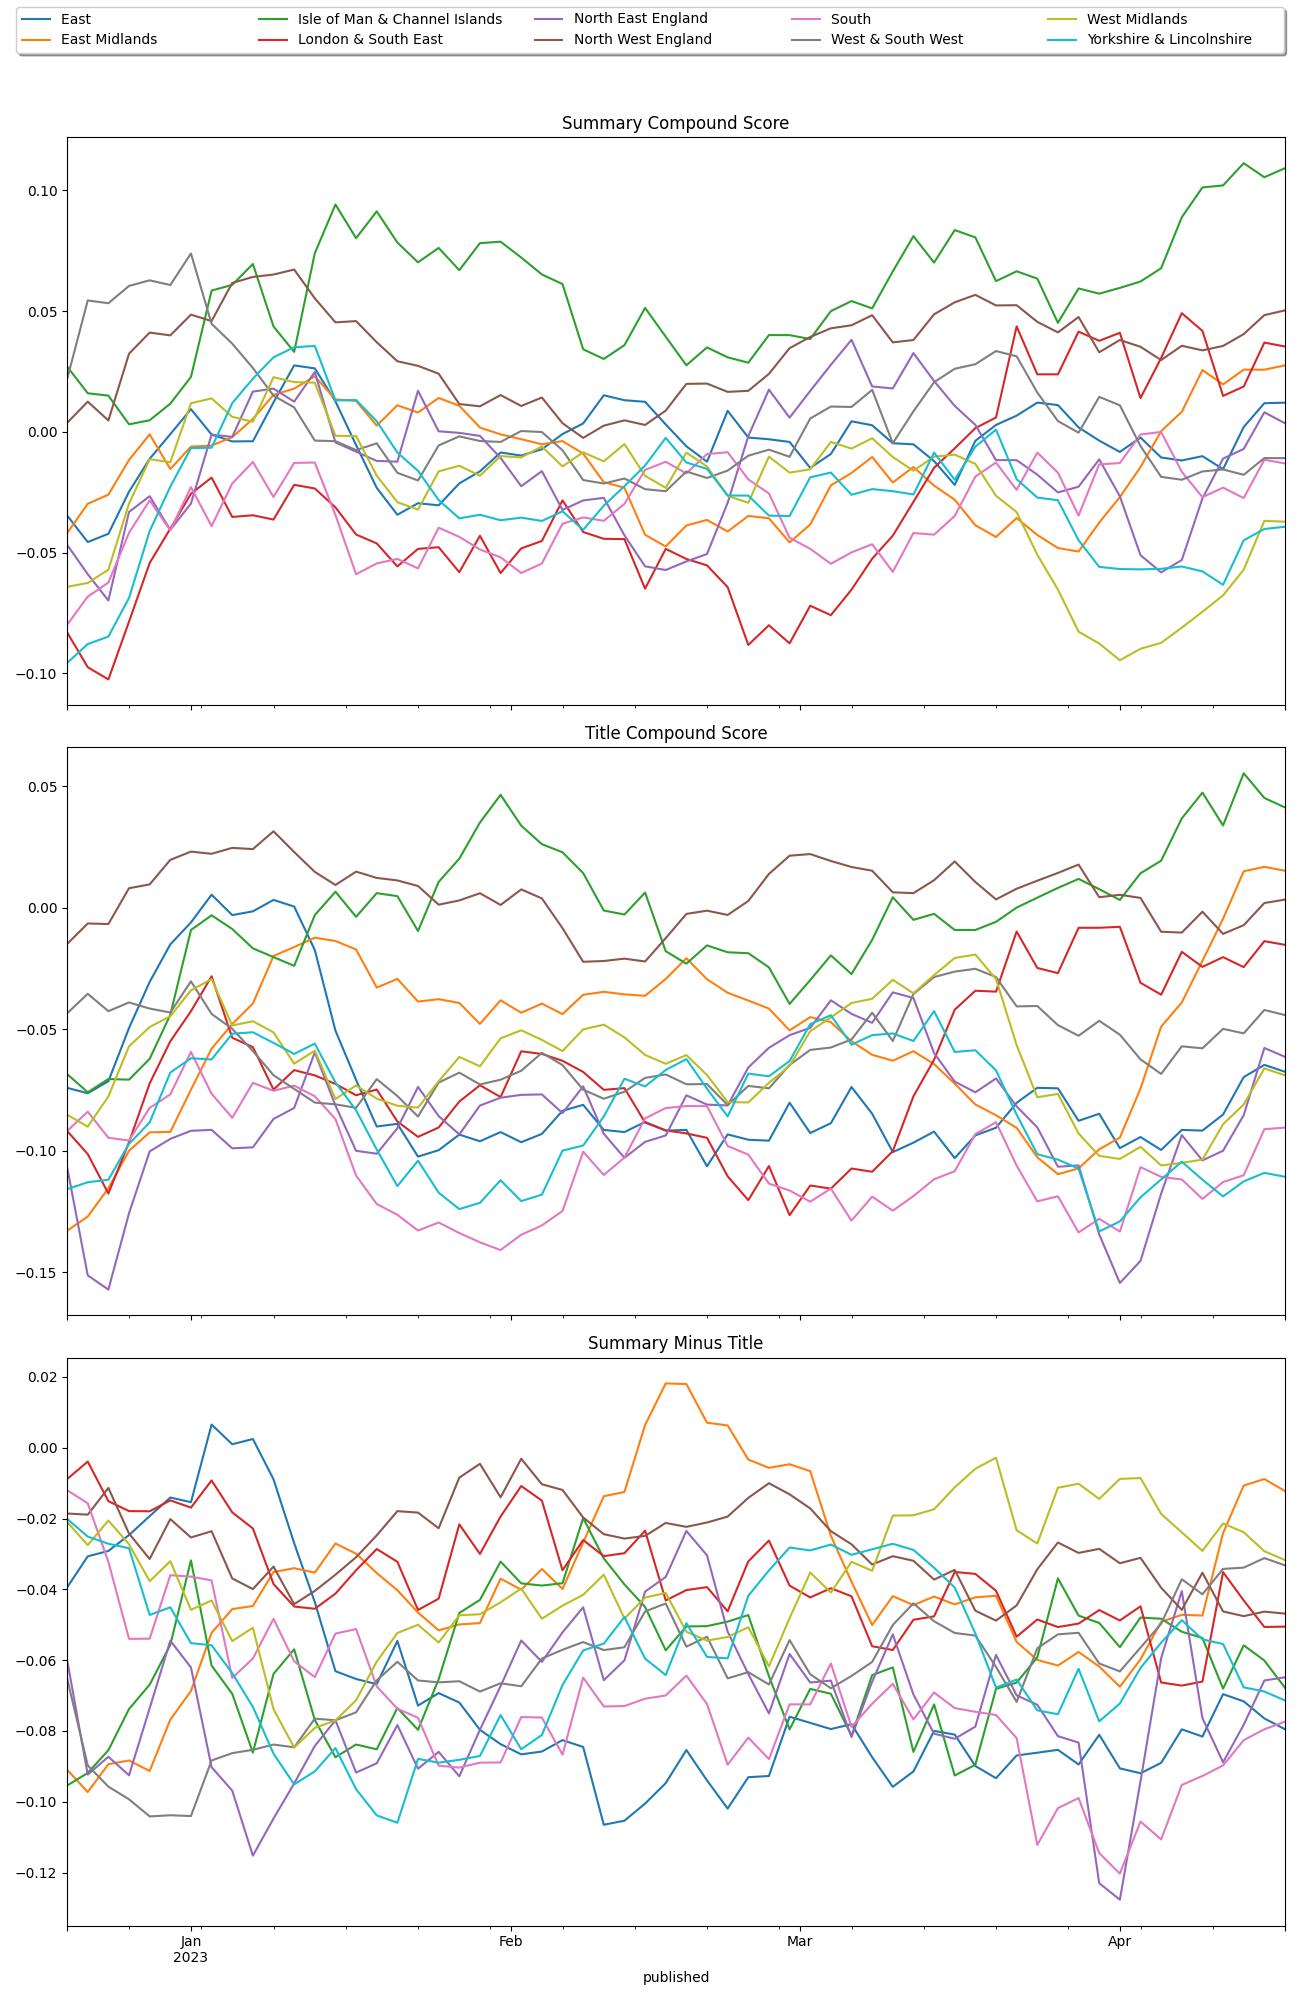 East Isle of Man & Channel Islands North East England South West Midlands
East Midlands London & South East North West England West & South West Yorkshire & Lincolnshire
Summary Compound Score
0.10
0.05
0.00
−0.05
−0.10
Title Compound Score
0.05
0.00
−0.05
−0.10
−0.15
Summary Minus Title
0.02
0.00
−0.02
−0.04
−0.06
−0.08
−0.10
−0.12
Jan Feb Mar Apr
2023
published